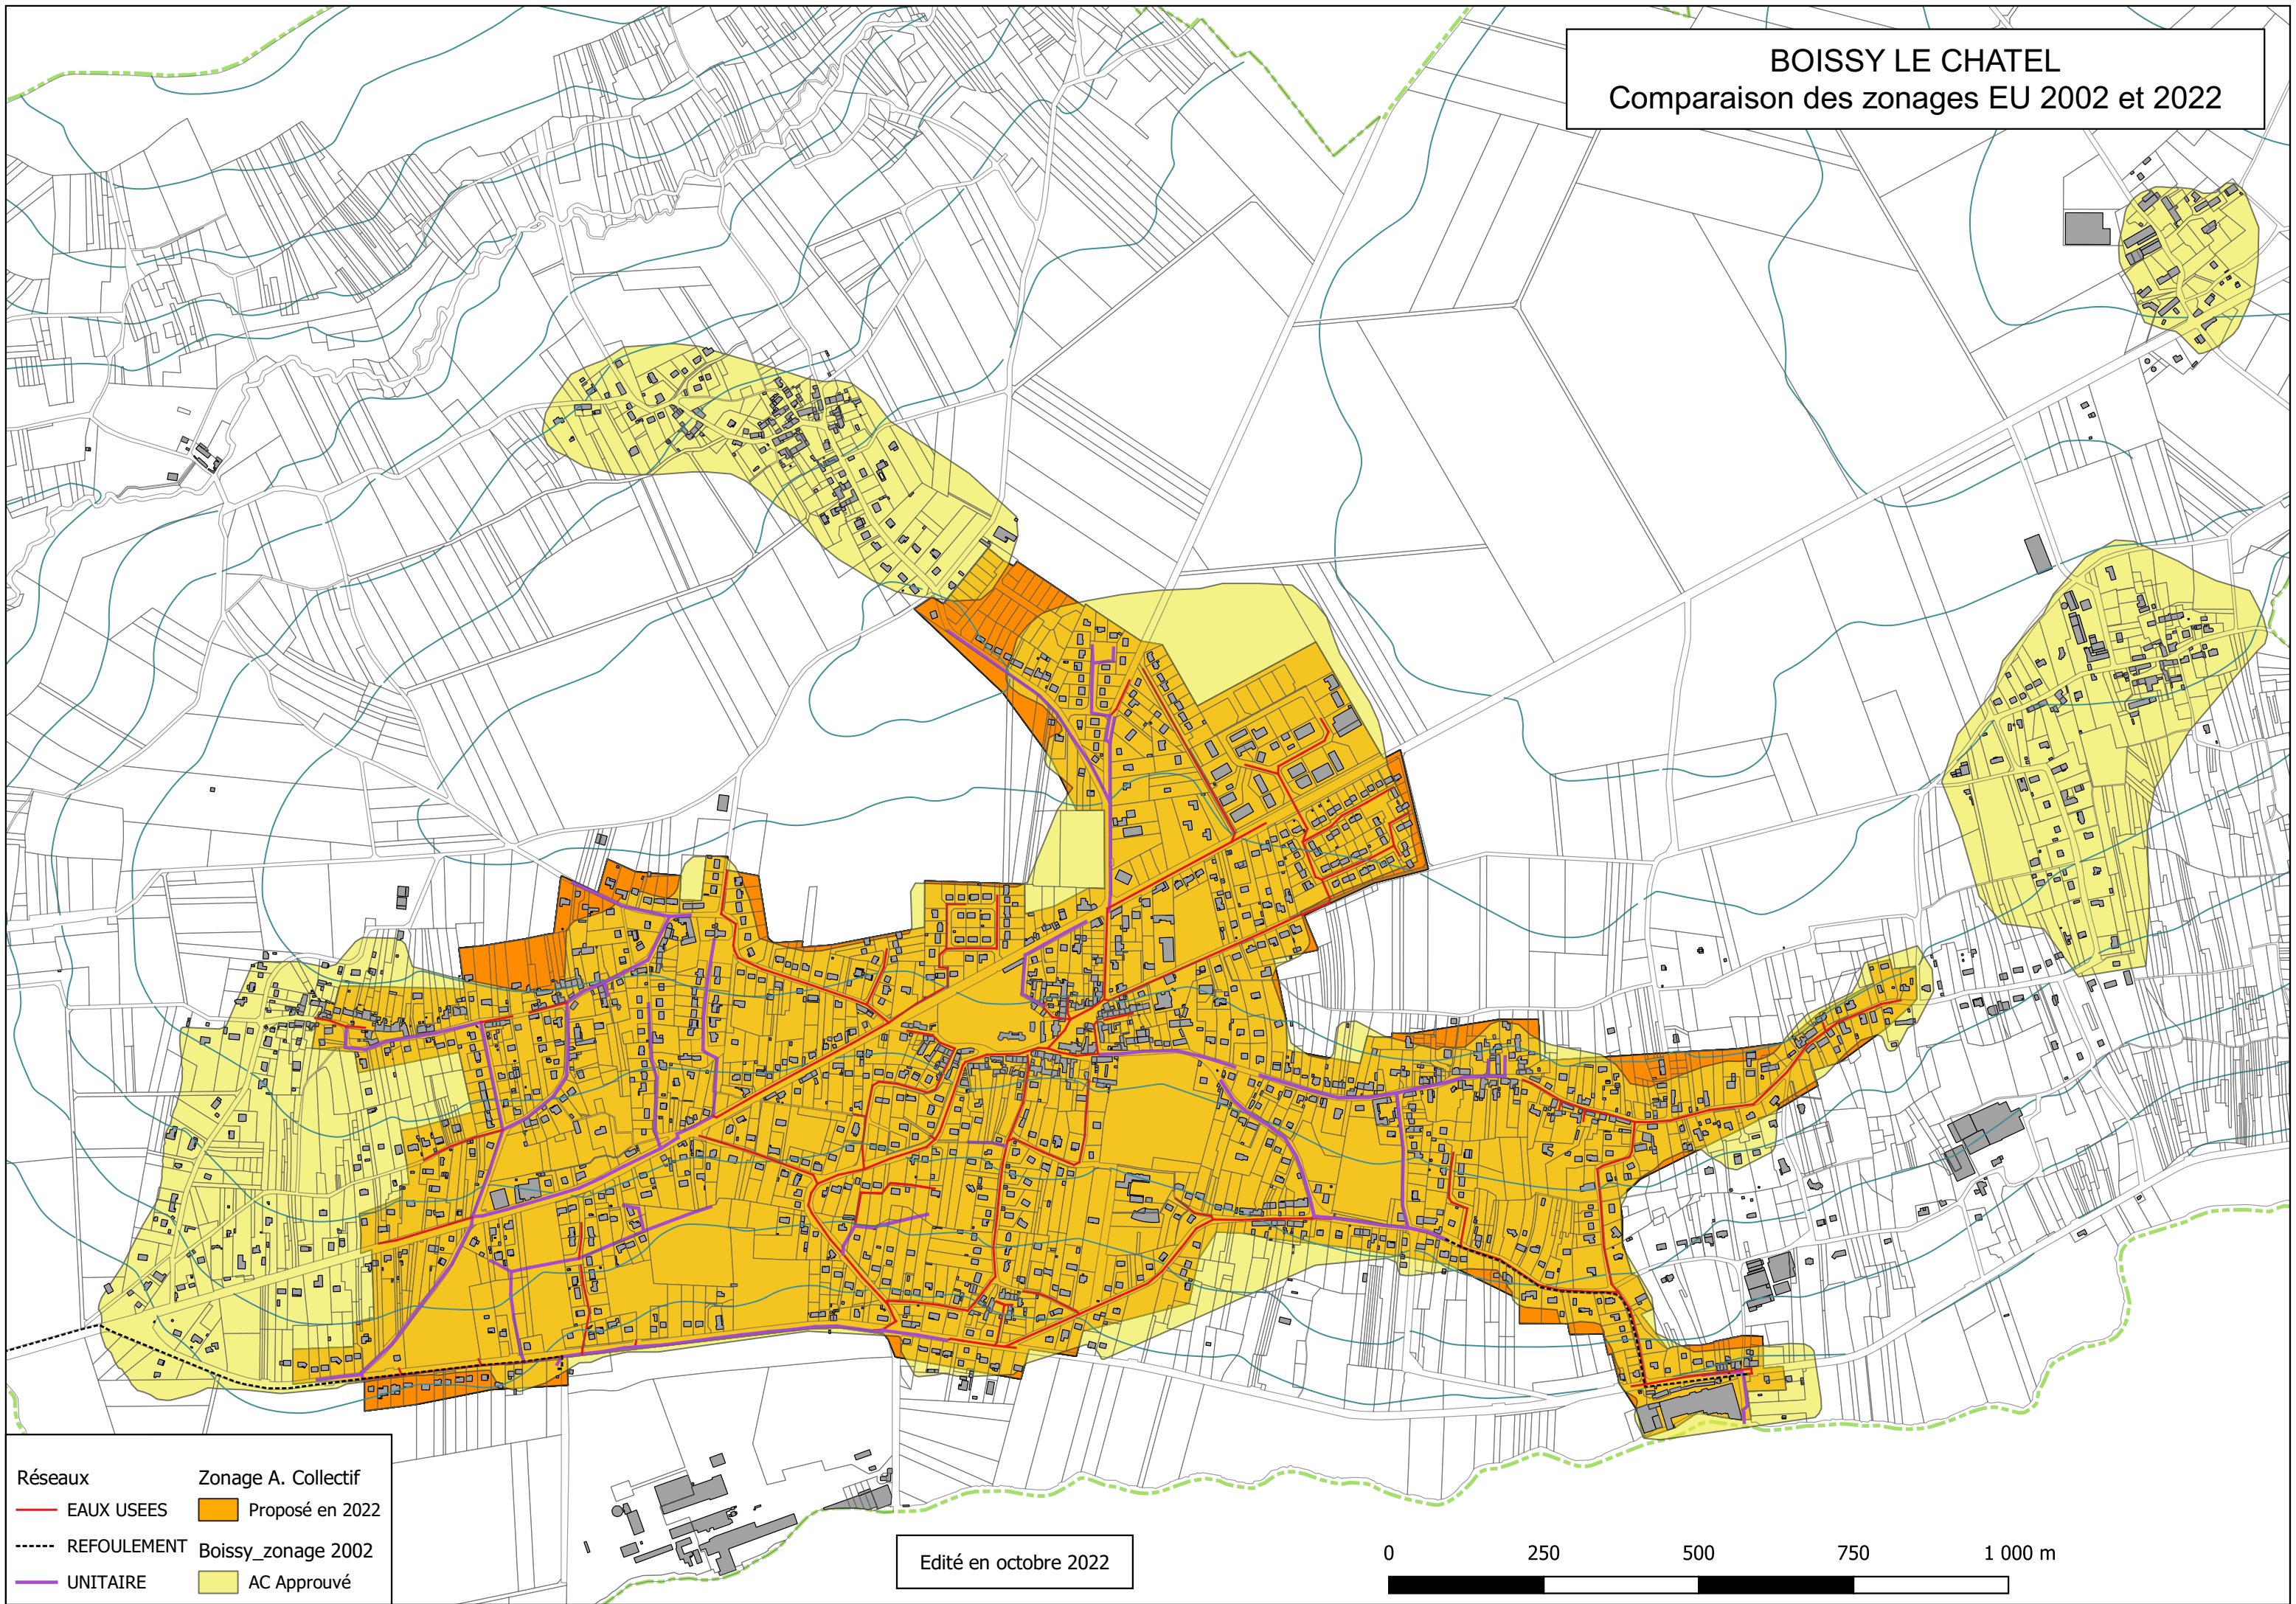 BOISSY LE CHATEL
Comparaison des zonages EU 2002 et 2022
Réseaux
EAUX USEES
REFOULEMENT
UNITAIRE
Zonage A. Collectif
Proposé en 2022
Boissy_zonage 2002
AC Approuvé
Edité en octobre 2022
0 250 500 750 1 000 m